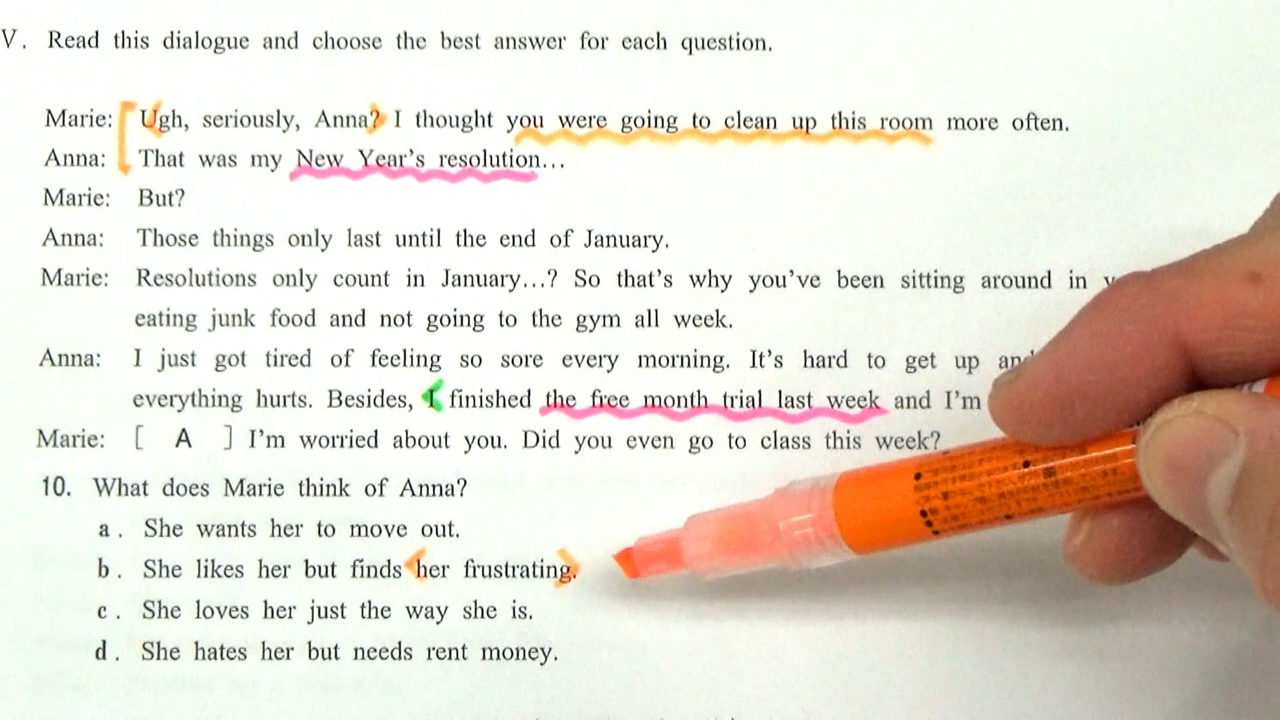 V. Read this dialogue and choose the best answer for each question.
Marie: Ugh, seriously, Anna? I thought you were going to clean up this room more often.
Anna: That was my New Year's resolution...
Marie: But?
Anna: Those things only last until the end of January.
Marie: Resolutions only count in January...? So that's why you've been sitting around in
eating junk food and not going to the gym all week.
Anna: I just got tired of feeling so sore every morning. It's hard to get up
everything hurts. Besides, I finished the free month trial last week and I'm
Marie: [ A ] I'm worried about you. Did you even go to class this week?
10. What does Marie think of Anna?
a. She wants her to move out.
b. She likes her but finds her frustrating.
c. She loves her just the way she is.
d. She hates her but needs rent money.